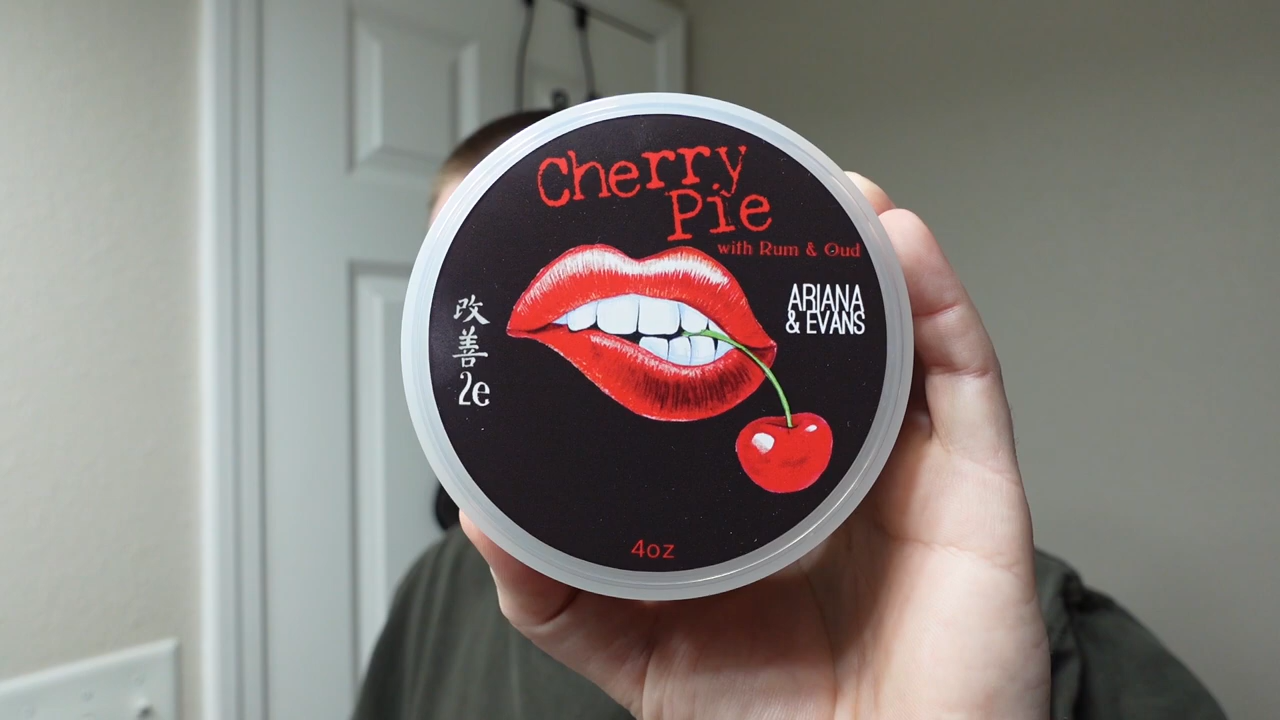 Cherry
Pie
with Rum & Oud
ARIANA
& EVANS
改
善
2e
4oz